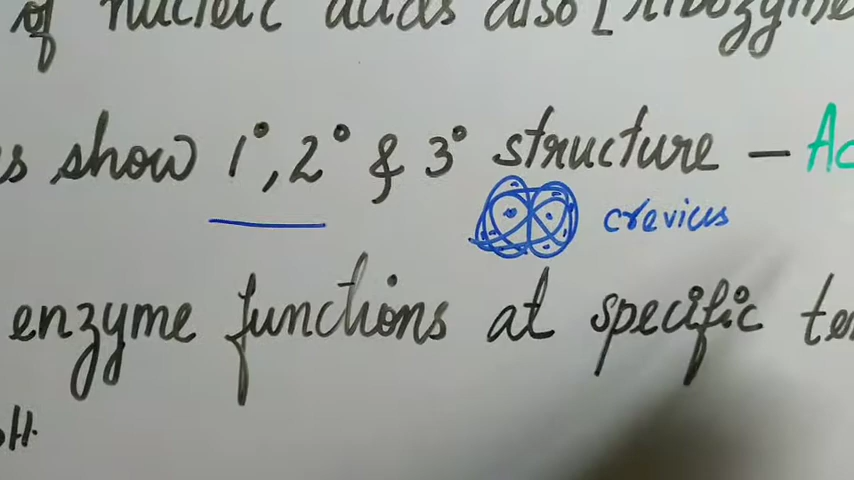 of nucleic acids also [ribozyme
s show 1°, 2° & 3° structure – Ac
crevices
enzyme functions at specific te
H.